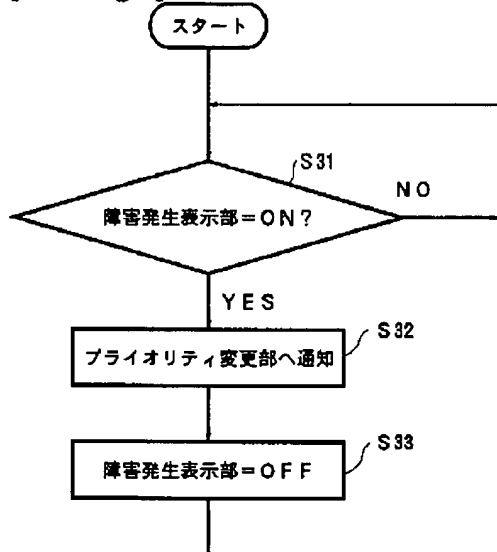 スタート
S31
障害発生表示部=ON?
NO
YES
S32
プライオリティ変更部へ通知
S33
障害発生表示部=OFF